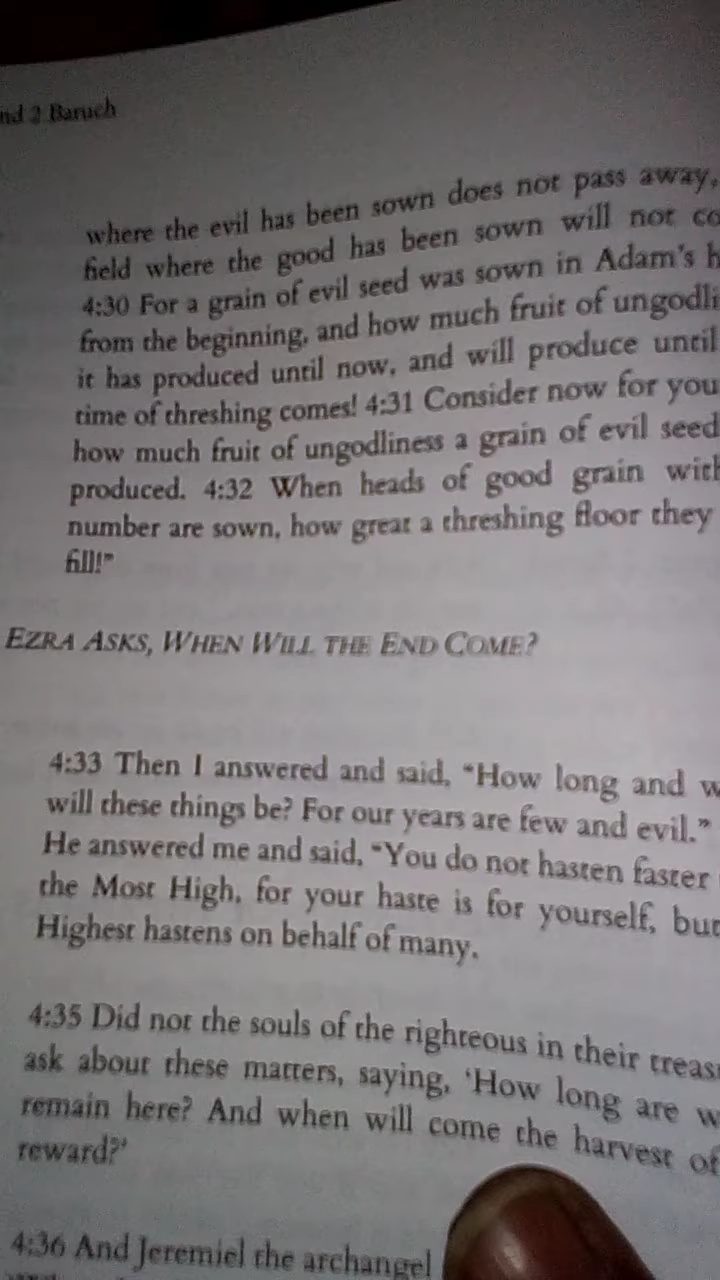 2 Baruch
where the evil has been sown does not pass away,
field where the good has been sown will not
4:30 For a grain of evil seed was sown in Adam's
from the beginning, and how much fruit of
it has produced until now, and will produce until
time of threshing comes! 4:31 Consider now for you
how much fruit of ungodliness a grain of evil seed
produced. 4:32 When heads of good grain
number are sown, how great a threshing floor they
fill!"
EZRA ASKS, WHEN WILL THE END COME?
4:33 Then I answered and said, "How long and
will these things be? For our years are few and evil."
He answered me and said, "You do not hasten faster
the Most High, for your haste is for yourself, but
Highest hastens on behalf of many.
4:35 Did not the souls of the righteous in their
ask about these matters, saying, 'How long are
remain here? And when will come the harvest of
reward?'
4:36 And Jeremiel the archangel